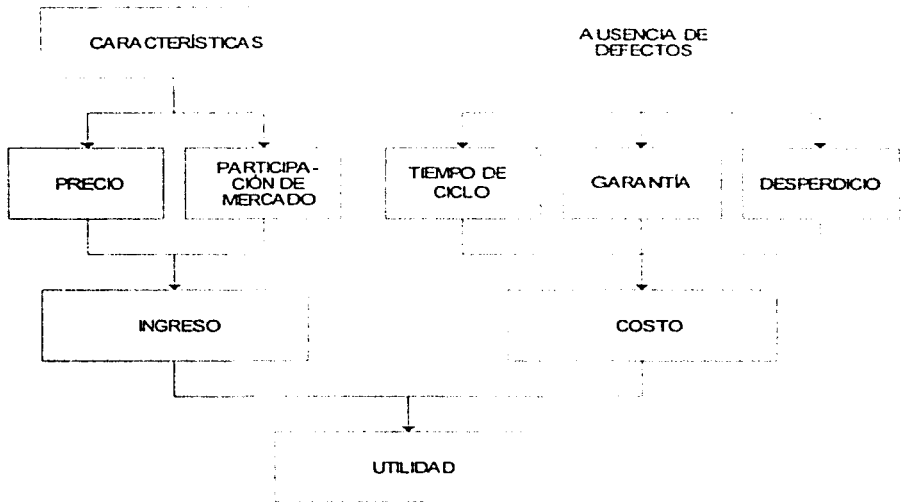 CARACTERÍSTICAS
AUSENCIA DE
DEFECTOS
PRECIO
PARTICIPA-
CIÓN DE
MERCADO
TIEMPO DE
CICLO
GARANTÍA
DESPERDICIO
INGRESO
COSTO
UTILIDAD